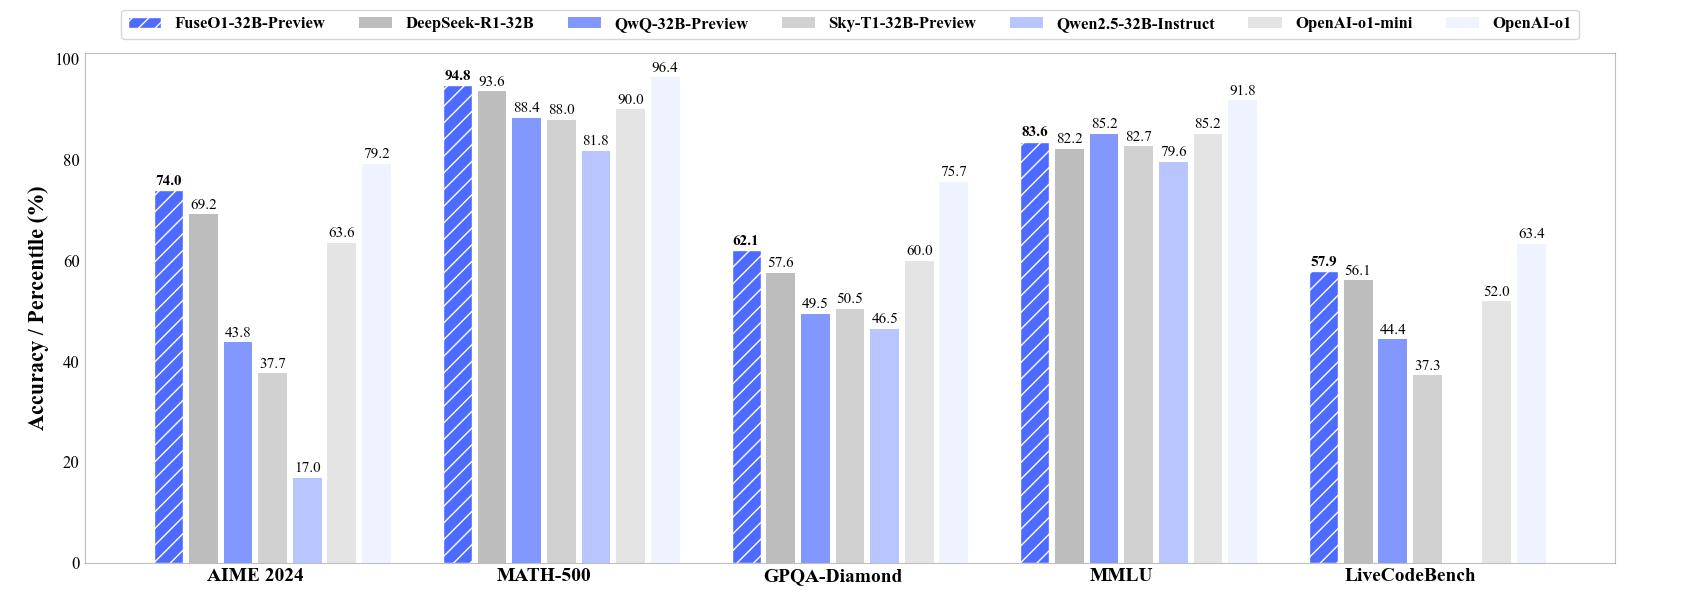 FuseO1-32B-Preview DeepSeek-R1-32B QwQ-32B-Preview Sky-T1-32B-Preview Qwen2.5-32B-Instruct OpenAI-o1-mini OpenAI-o1
Accuracy / Percentile (%)
100
80
60
40
20
0
74.0 69.2 43.8 37.7 17.0 63.6 79.2
94.8 93.6 88.4 88.0 81.8 90.0 96.4
62.1 57.6 49.5 50.5 46.5 60.0 75.7
83.6 82.2 85.2 82.7 79.6 85.2 91.8
57.9 56.1 44.4 37.3 52.0 63.4
AIME 2024 MATH-500 GPQA-Diamond MMLU LiveCodeBench